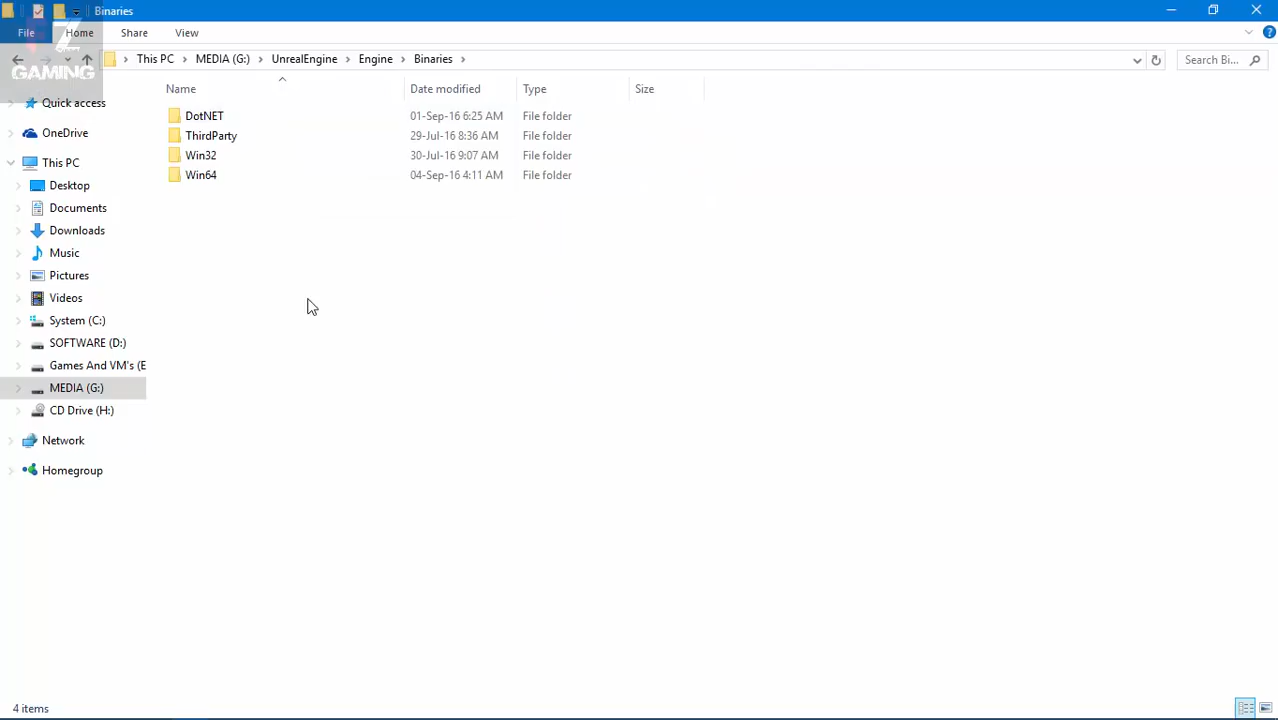 Binaries
File Home Share View
This PC MEDIA (G:) UnrealEngine Engine Binaries
Search Bi...
GAMING
Name Date modified Type Size
DotNET 01-Sep-16 6:25 AM File folder
ThirdParty 29-Jul-16 8:36 AM File folder
Win32 30-Jul-16 9:07 AM File folder
Win64 04-Sep-16 4:11 AM File folder
Quick access
OneDrive
This PC
Desktop
Documents
Downloads
Music
Pictures
Videos
System (C:)
SOFTWARE (D:)
Games And VM's (E
MEDIA (G:)
CD Drive (H:)
Network
Homegroup
4 items